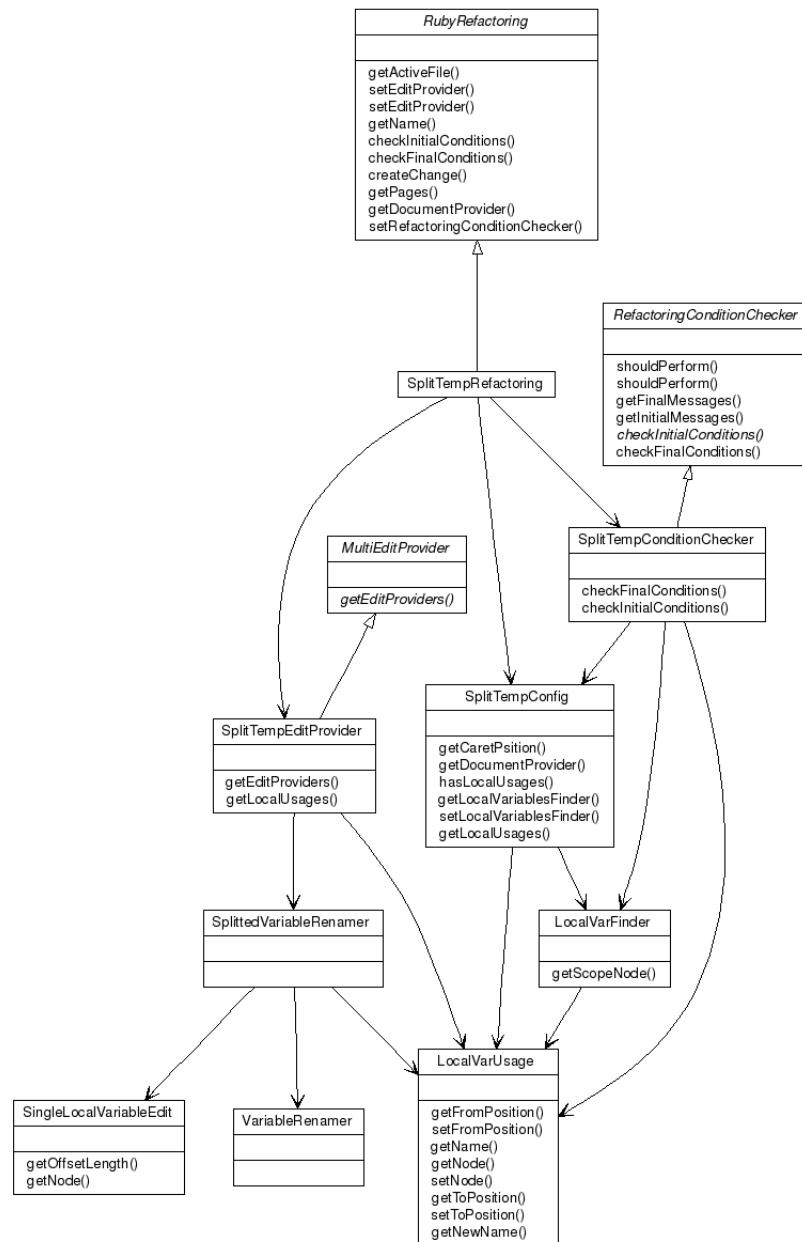 RubyRefactoring
getActiveFile()
setEditProvider()
setEditProvider()
getName()
checkInitialConditions()
checkFinalConditions()
createChange()
getPages()
getDocumentProvider()
setRefactoringConditionChecker()
RefactoringConditionChecker
shouldPerform()
shouldPerform()
getFinalMessages()
getInitialMessages()
checkInitialConditions()
checkFinalConditions()
SplitTempRefactoring
SplitTempConditionChecker
checkFinalConditions()
checkInitialConditions()
MultiEditProvider
getEditProviders()
SplitTempConfig
getCaretPsition()
getDocumentProvider()
hasLocalUsages()
getLocalVariablesFinder()
setLocalVariablesFinder()
getLocalUsages()
SplitTempEditProvider
getEditProviders()
getLocalUsages()
SplittedVariableRenamer
LocalVarFinder
getScopeNode()
LocalVarUsage
getFromPosition()
setFromPosition()
getName()
getNode()
setNode()
getToPosition()
setToPosition()
getNewName()
SingleLocalVariableEdit
getOffsetLength()
getNode()
VariableRenamer